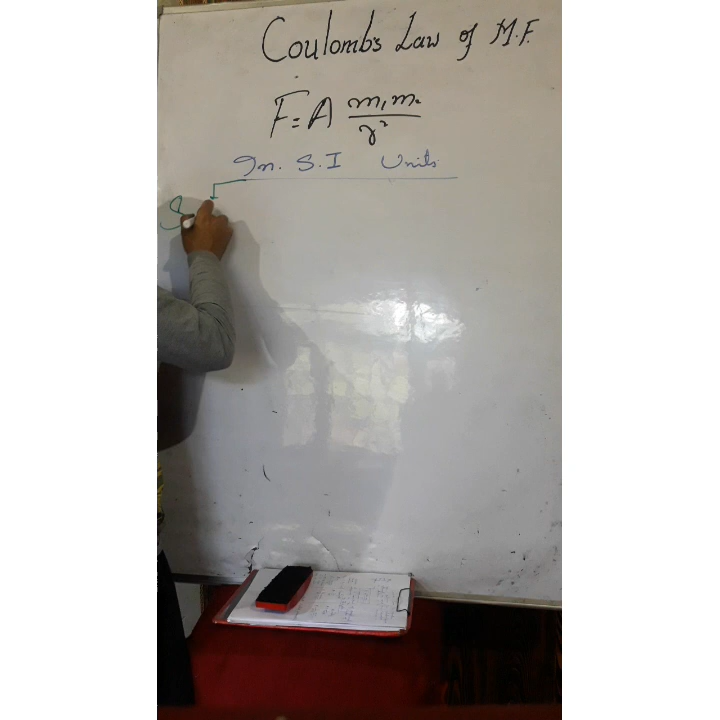 Coulombs Law of M.F.
F=A m₁m₂/r²
In. S.I Units
S